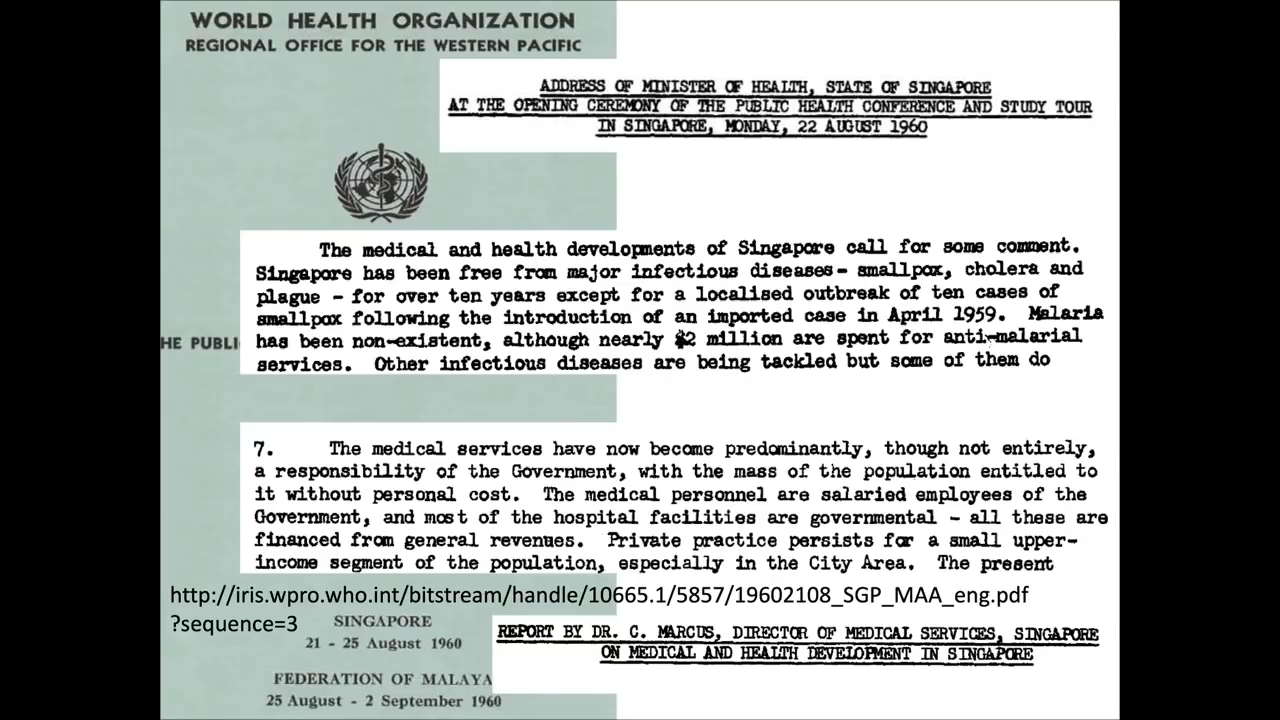 WORLD HEALTH ORGANIZATION
REGIONAL OFFICE FOR THE WESTERN PACIFIC
ADDRESS OF MINISTER OF HEALTH, STATE OF SINGAPORE
AT THE OPENING CEREMONY OF THE PUBLIC HEALTH CONFERENCE AND STUDY TOUR
IN SINGAPORE, MONDAY, 22 AUGUST 1960
The medical and health developments of Singapore call for some comment.
Singapore has been free from major infectious diseases- smallpox, cholera and
plague - for over ten years except for a localised outbreak of ten cases of
smallpox following the introduction of an imported case in April 1959. Malaria
has been non-existent, although nearly $2 million are spent for anti-malarial
services. Other infectious diseases are being tackled but some of them do
HE PUBLI
7. The medical services have now become predominantly, though not entirely,
a responsibility of the Government, with the mass of the population entitled to
it without personal cost. The medical personnel are salaried employees of the
Government, and most of the hospital facilities are governmental - all these are
financed from general revenues. Private practice persists for a small upper-
income segment of the population, especially in the City Area. The present
http://iris.wpro.who.int/bitstream/handle/10665.1/5857/19602108_SGP_MAA_eng.pdf
?sequence=3
SINGAPORE
21 - 25 August 1960
REPORT BY DR. C. MARCUS, DIRECTOR OF MEDICAL SERVICES, SINGAPORE
ON MEDICAL AND HEALTH DEVELOPMENT IN SINGAPORE
FEDERATION OF MALAYA
25 August - 2 September 1960